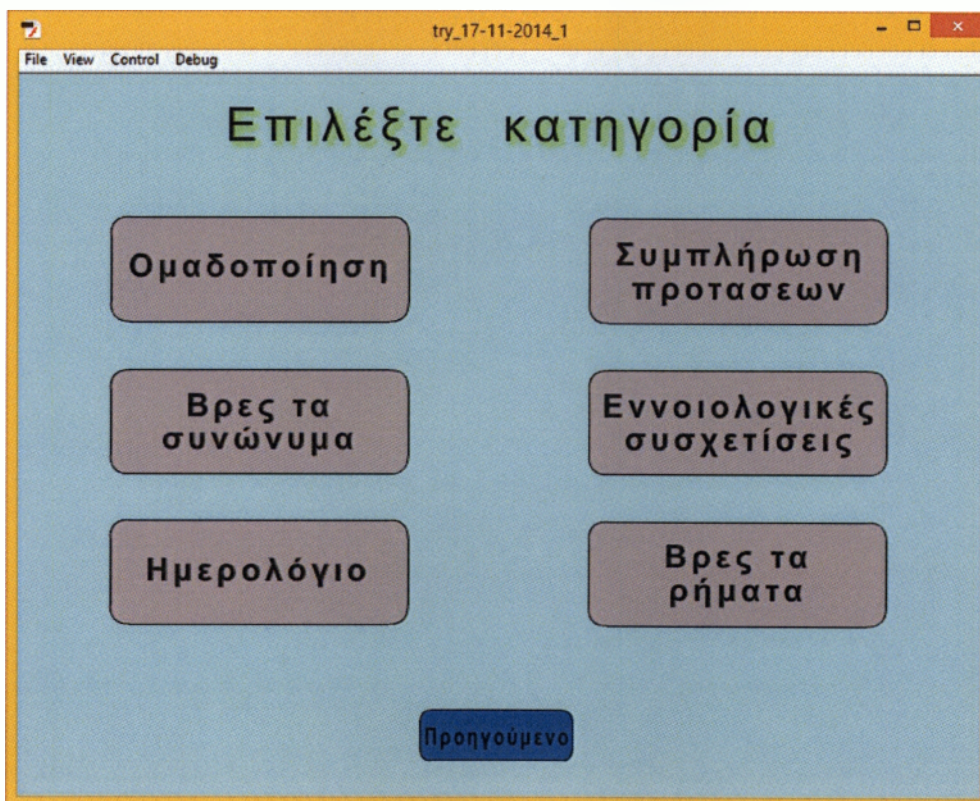 try_17-11-2014_1
File View Control Debug
Επιλέξτε κατηγορία
Ομαδοποίηση
Συμπλήρωση
προτασεων
Βρες τα
συνώνυμα
Εννοιολογικές
συσχετίσεις
Ημερολόγιο
Βρες τα
ρήματα
Προηγούμενο